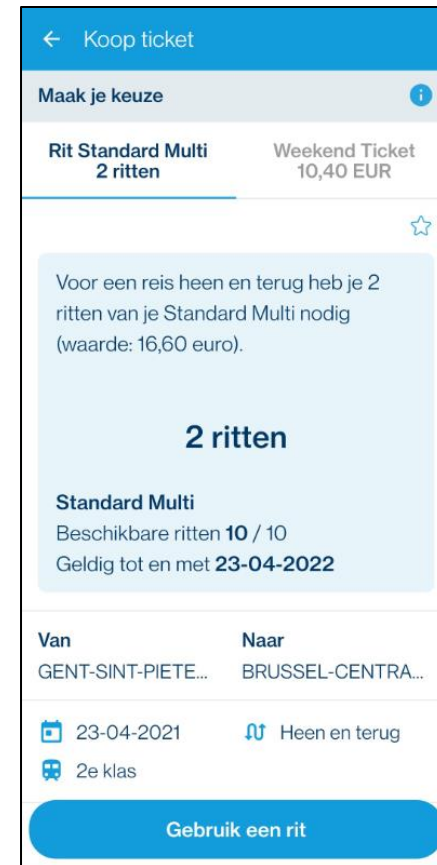 Koop ticket
Maak je keuze
Rit Standard Multi
2 ritten
Weekend Ticket
10,40 EUR
Voor een reis heen en terug heb je 2
ritten van je Standard Multi nodig
(waarde: 16,60 euro).
2 ritten
Standard Multi
Beschikbare ritten 10 / 10
Geldig tot en met 23-04-2022
Van
GENT-SINT-PIETE...
Naar
BRUSSEL-CENTRA...
23-04-2021
Heen en terug
2e klas
Gebruik een rit